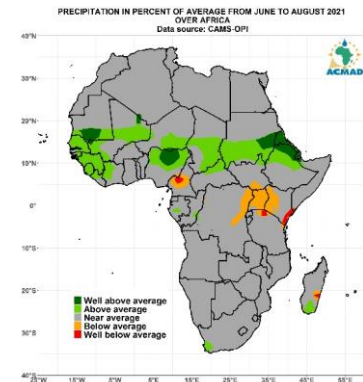 PRECIPITATION IN PERCENT OF AVERAGE FROM JUNE TO AUGUST 2021
OVER AFRICA
Data source: CAMS-OPI
ACMAD
40°N
30°N
20°N
10°N
0°
10°S
20°S
30°S
40°S
Well above average
Above average
Near average
Below average
Well below average
15°W
5°W
5°E
15°E
25°E
35°E
45°E
55°E